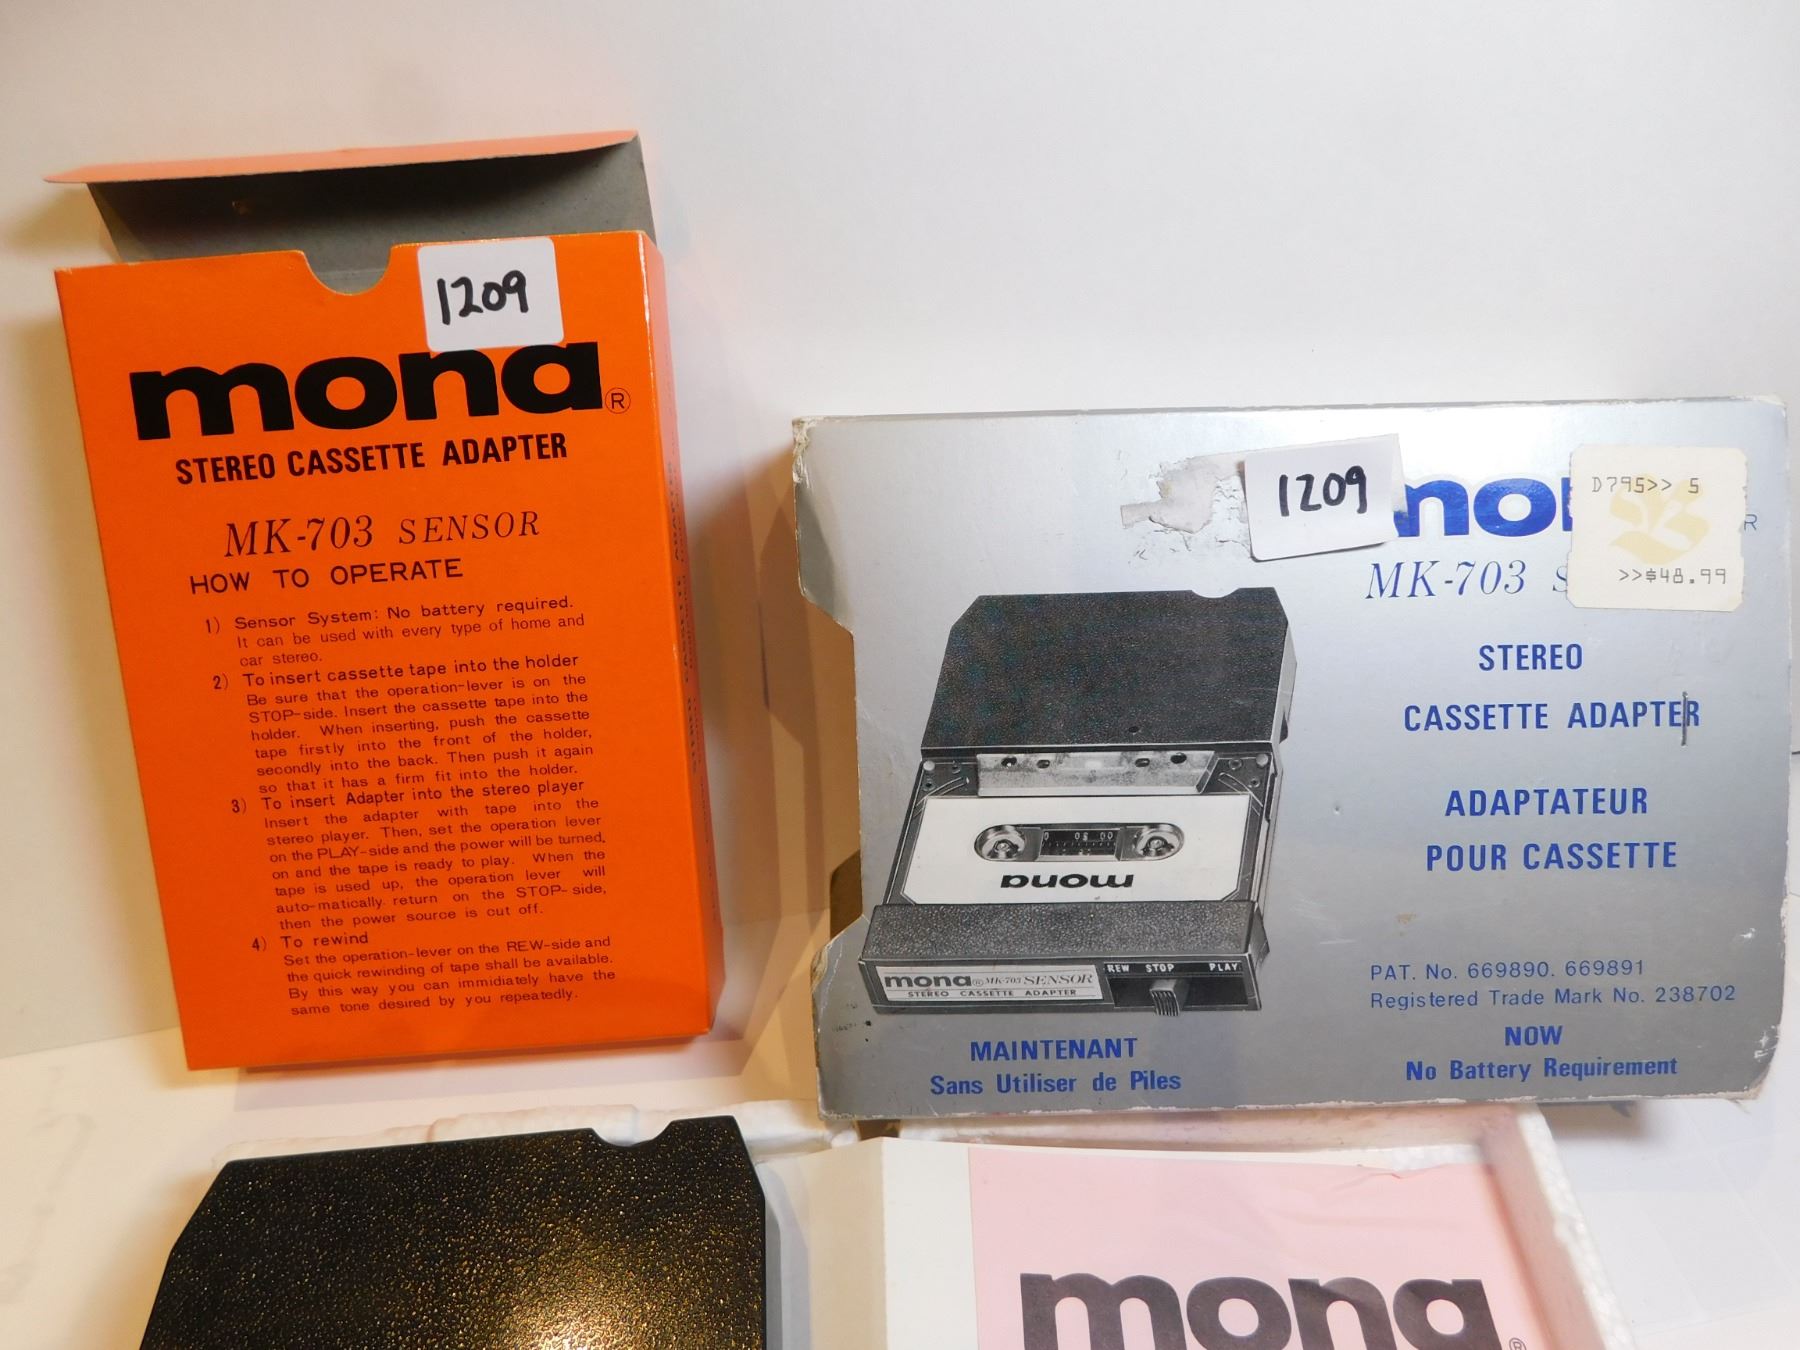 1209
mona®
STEREO CASSETTE ADAPTER
MK-703 SENSOR
HOW TO OPERATE
1) Sensor System: No battery required.
It can be used with every type of home and
car stereo.
2) To insert cassette tape into the holder
Be sure that the operation-lever is on the
STOP-side. Insert the cassette tape into the
holder. When inserting, push the cassette
tape firstly into the front of the holder,
secondly into the back. Then push it again
so that it has a firm fit into the holder.
3) To insert Adapter into the stereo player
Insert the adapter with tape into the
stereo player. Then, set the operation lever
on the PLAY-side and the power will be turned,
on and the tape is ready to play. When the
tape is used up, the operation lever will
auto-matically return on the STOP-side,
then the power source is cut off.
4) To rewind
Set the operation-lever on the REW-side and
the quick rewinding of tape shall be available.
By this way you can immidiately have the
same tone desired by you repeatedly.
1209
D795>> 5
>>$48.99
R
MK-703
STEREO
CASSETTE ADAPTER
ADAPTATEUR
POUR CASSETTE
mona
mona® MK-703 SENSOR
STEREO CASSETTE ADAPTER
REW STOP PLAY
PAT. No. 669890. 669891
Registered Trade Mark No. 238702
MAINTENANT
Sans Utiliser de Piles
NOW
No Battery Requirement
mona®